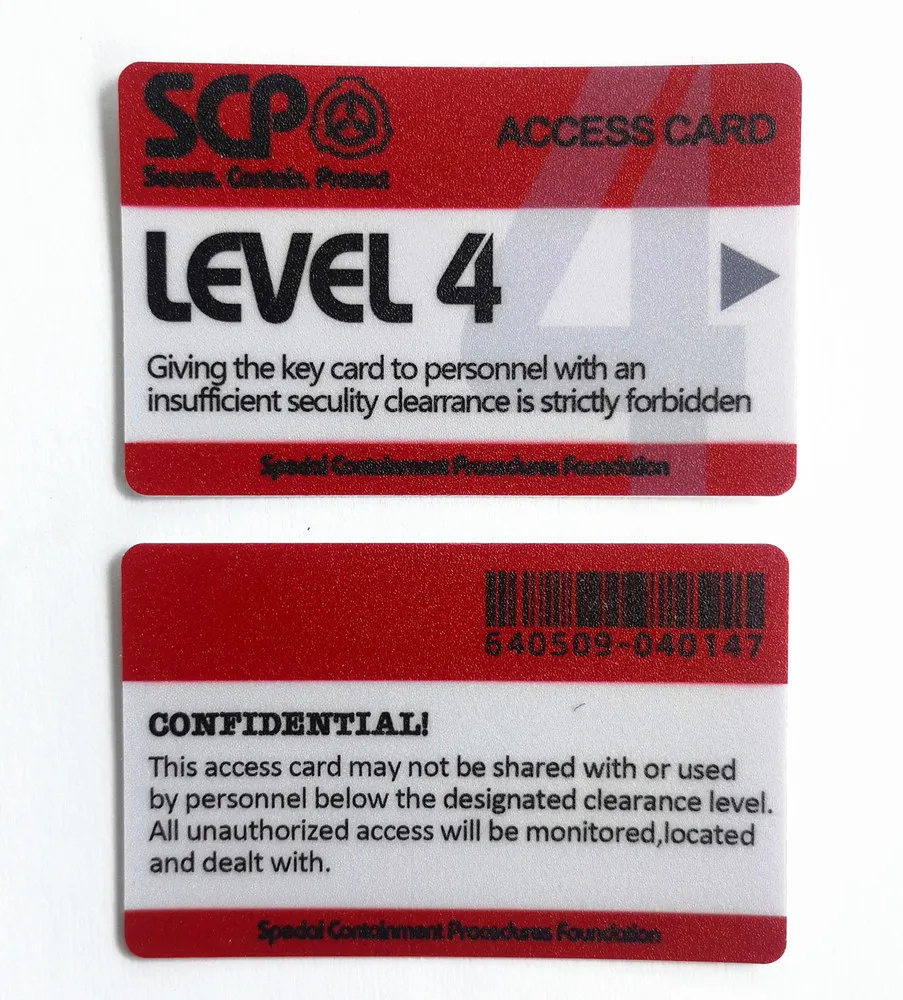 SCP
ACCESS CARD
Secure. Contain. Protect
LEVEL 4
4
Giving the key card to personnel with an
insufficient seculity clearrance is strictly forbidden
Special Containment Procedures Foundation
640509-040147
CONFIDENTIAL!
This access card may not be shared with or used
by personnel below the designated clearance level.
All unauthorized access will be monitored,located
and dealt with.
Special Containment Procedures Foundation